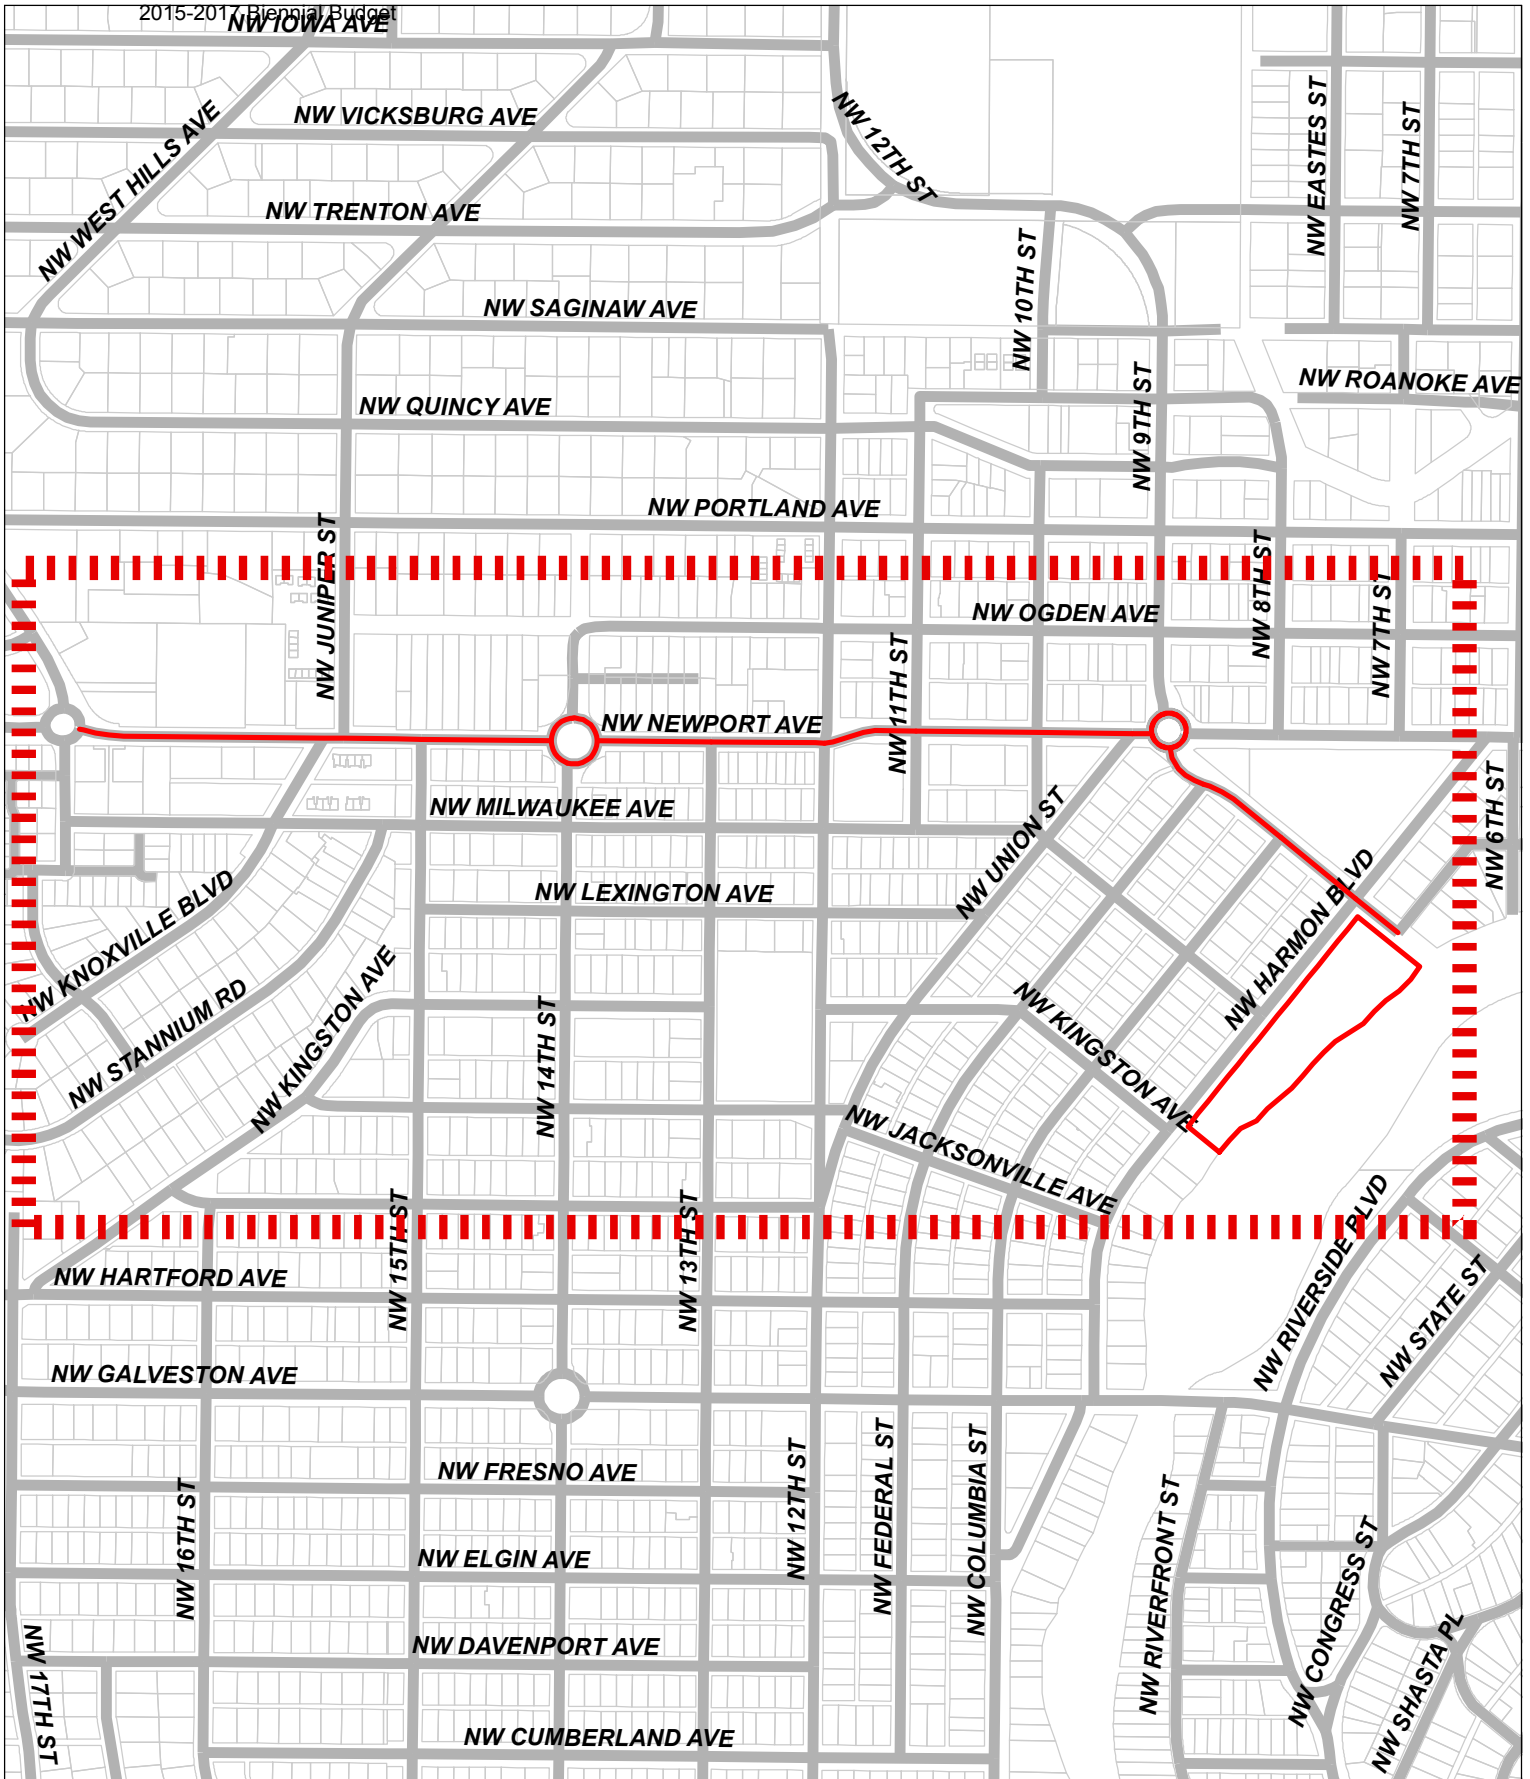 2015-2017 Biennial Budget
NW IOWA AVE
NW VICKSBURG AVE
NW WEST HILLS AVE
NW TRENTON AVE
NW 12TH ST
NW EASTES ST
NW 7TH ST
NW SAGINAW AVE
NW 10TH ST
NW ROANOKE AVE
NW QUINCY AVE
NW 9TH ST
NW PORTLAND AVE
NW JUNIPER ST
NW 8TH ST
NW OGDEN AVE
NW 7TH ST
NW 11TH ST
NW NEWPORT AVE
NW MILWAUKEE AVE
NW UNION ST
NW 6TH ST
NW LEXINGTON AVE
NW KNOXVILLE BLVD
NW HARMON BLVD
NW STANNIUM RD
NW KINGSTON AVE
NW 14TH ST
NW KINGSTON AVE
NW JACKSONVILLE AVE
NW 15TH ST
NW 13TH ST
NW RIVERSIDE BLVD
NW HARTFORD AVE
NW STATE ST
NW GALVESTON AVE
NW FRESNO AVE
NW 12TH ST
NW FEDERAL ST
NW COLUMBIA ST
NW 16TH ST
NW RIVERFRONT ST
NW ELGIN AVE
NW CONGRESS ST
NW DAVENPORT AVE
NW 17TH ST
NW SHASTA PL
NW CUMBERLAND AVE